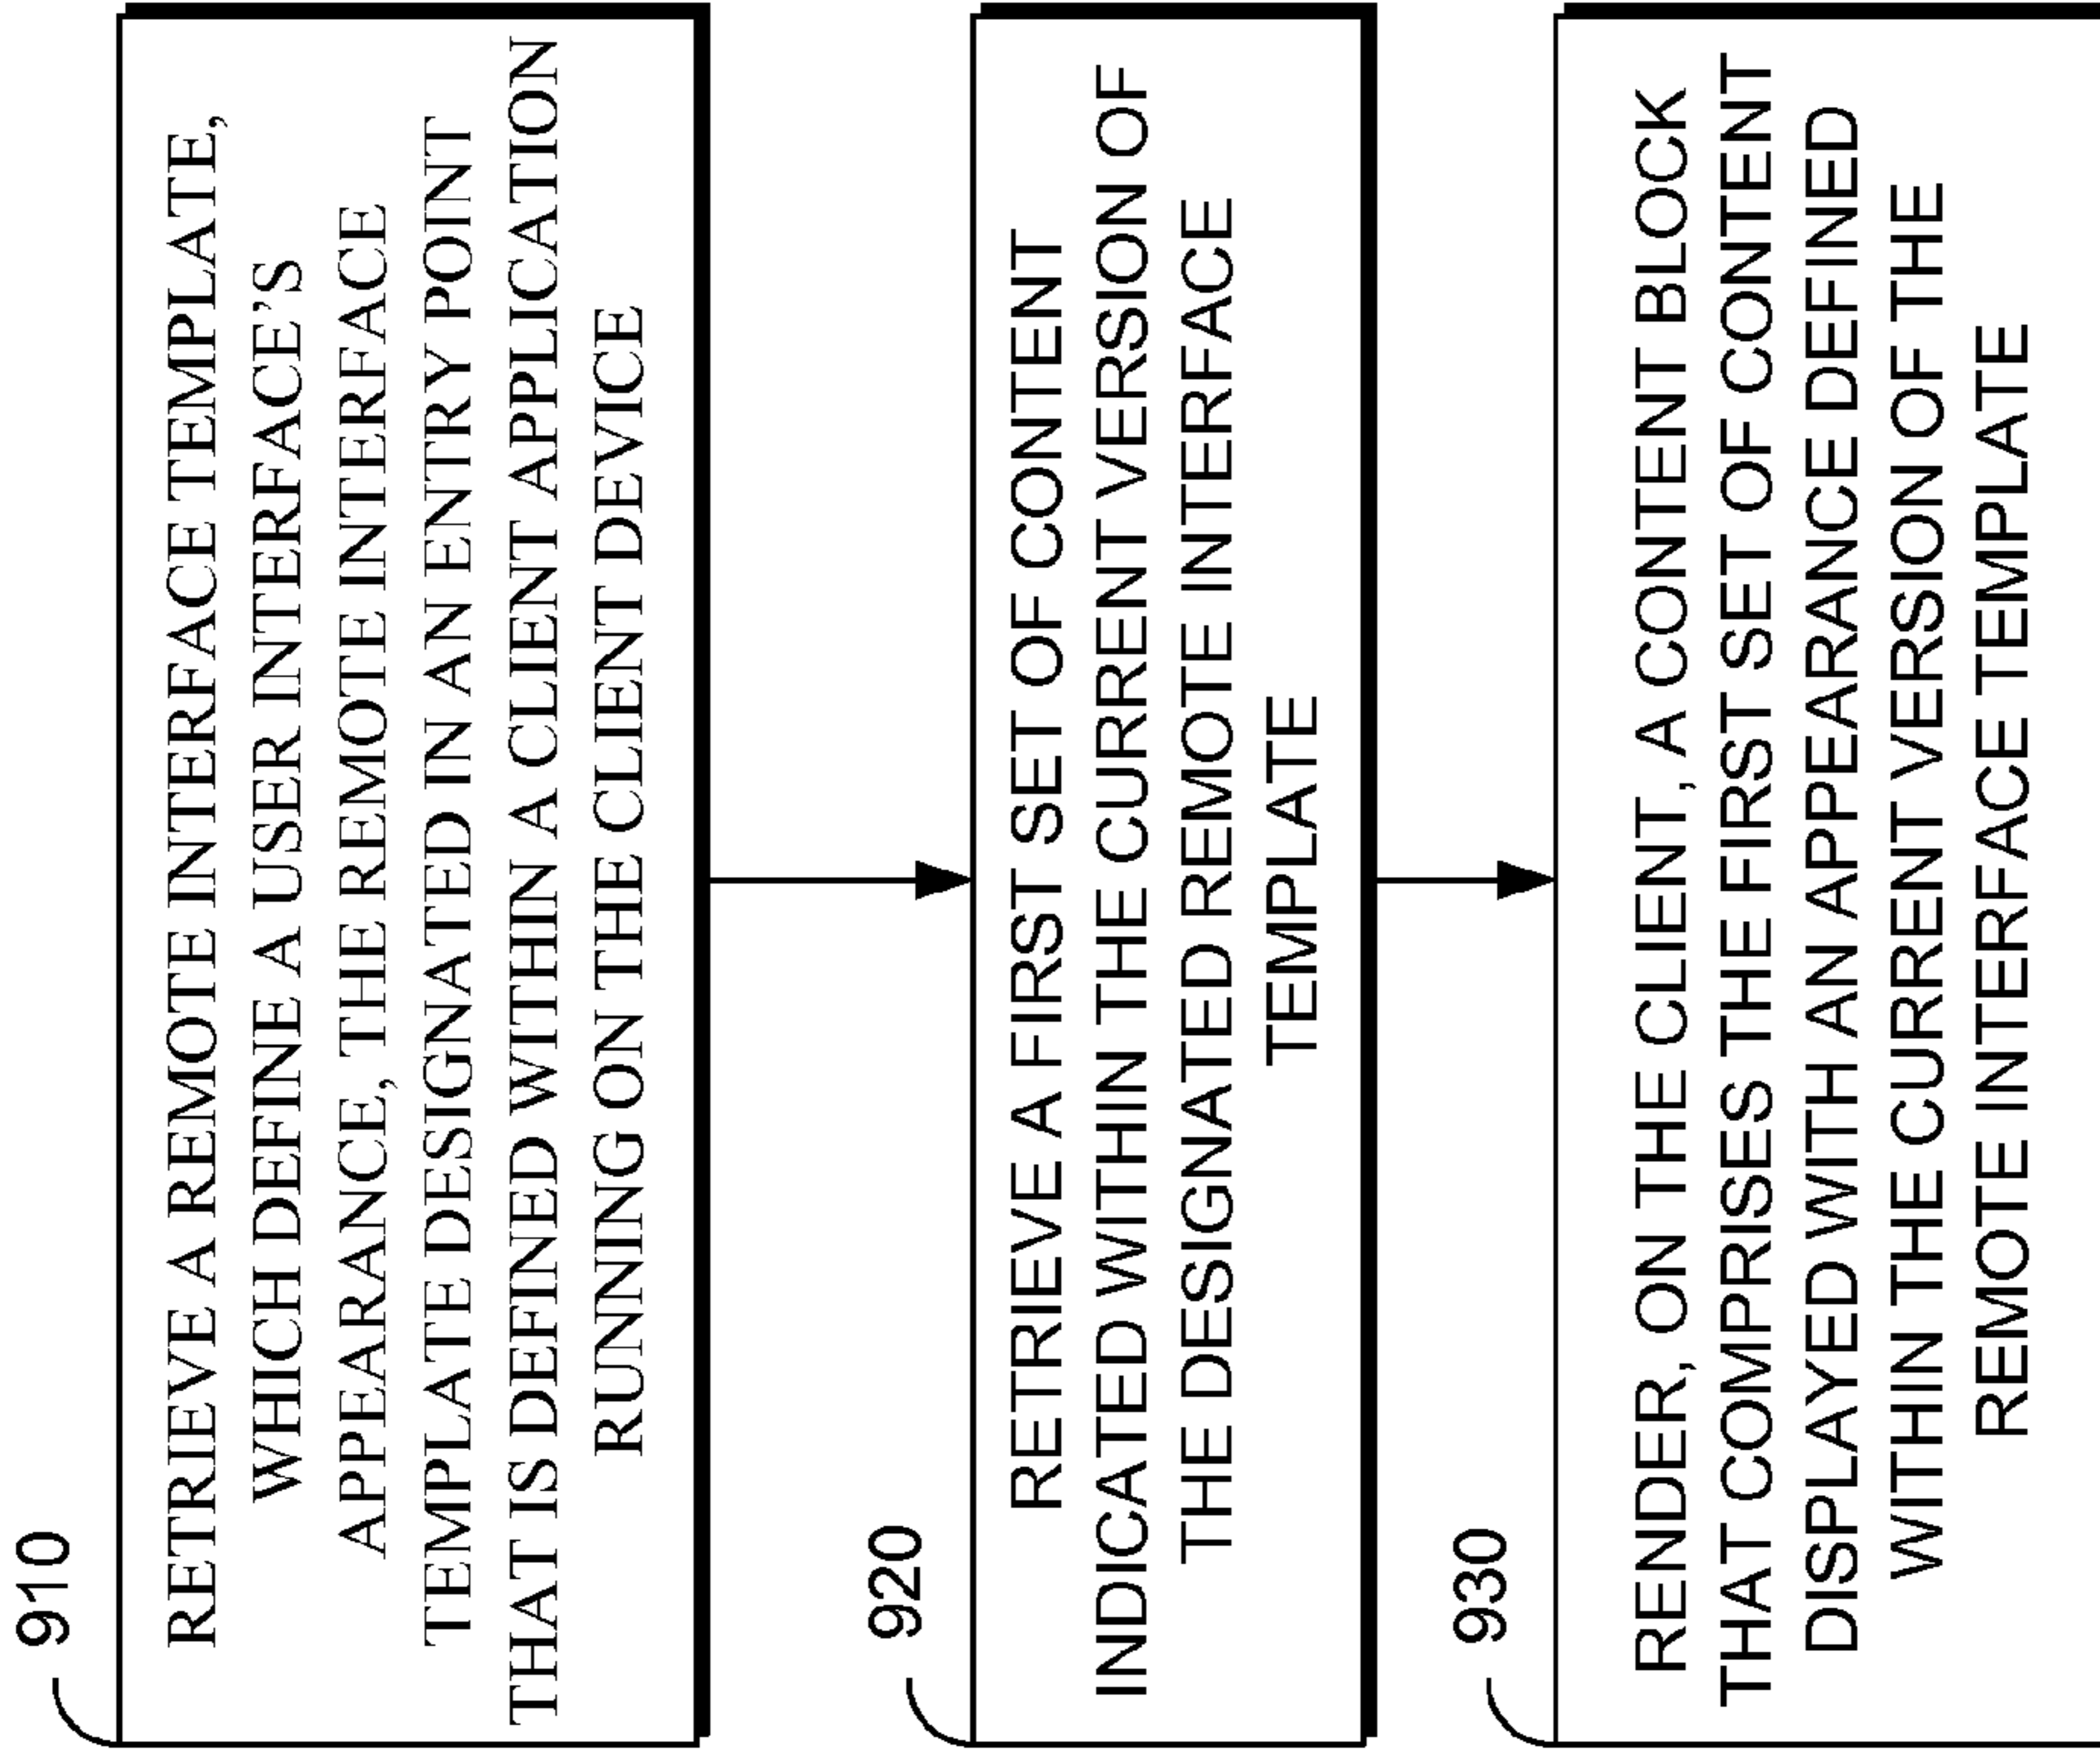 910
RETRIEVE A REMOTE INTERFACE TEMPLATE,
WHICH DEFINE A USER INTERFACE'S
APPEARANCE, THE REMOTE INTERFACE
TEMPLATE DESIGNATED IN AN ENTRY POINT
THAT IS DEFINED WITHIN A CLIENT APPLICATION
RUNNING ON THE CLIENT DEVICE
920
RETRIEVE A FIRST SET OF CONTENT
INDICATED WITHIN THE CURRENT VERSION OF
THE DESIGNATED REMOTE INTERFACE
TEMPLATE
930
RENDER, ON THE CLIENT, A CONTENT BLOCK
THAT COMPRISES THE FIRST SET OF CONTENT
DISPLAYED WITH AN APPEARANCE DEFINED
WITHIN THE CURRENT VERSION OF THE
REMOTE INTERFACE TEMPLATE